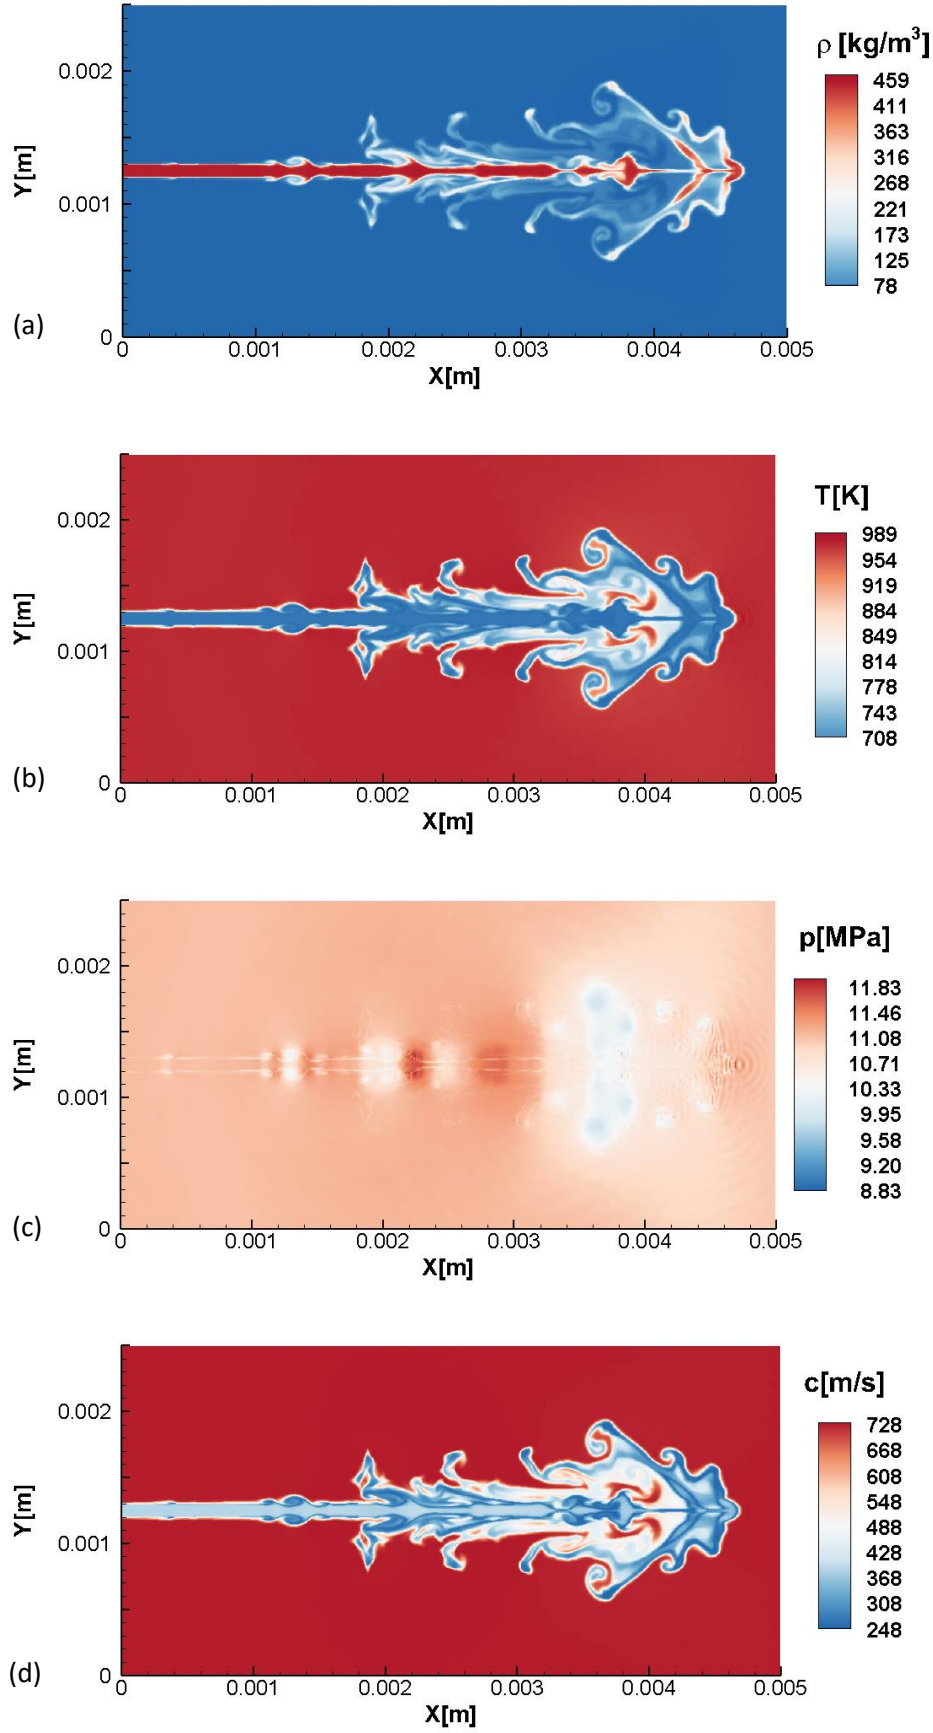 ρ [kg/m³]
459
411
363
316
268
221
173
125
78
Y[m]
0.002
0.001
0
0 0.001 0.002 0.003 0.004 0.005
X[m]
(a)
T[K]
989
954
919
884
849
814
778
743
708
Y[m]
0.002
0.001
0
0 0.001 0.002 0.003 0.004 0.005
X[m]
(b)
p[MPa]
11.83
11.46
11.08
10.71
10.33
9.95
9.58
9.20
8.83
Y[m]
0.002
0.001
0
0 0.001 0.002 0.003 0.004 0.005
X[m]
(c)
c[m/s]
728
668
608
548
488
428
368
308
248
Y[m]
0.002
0.001
0
0 0.001 0.002 0.003 0.004 0.005
X[m]
(d)